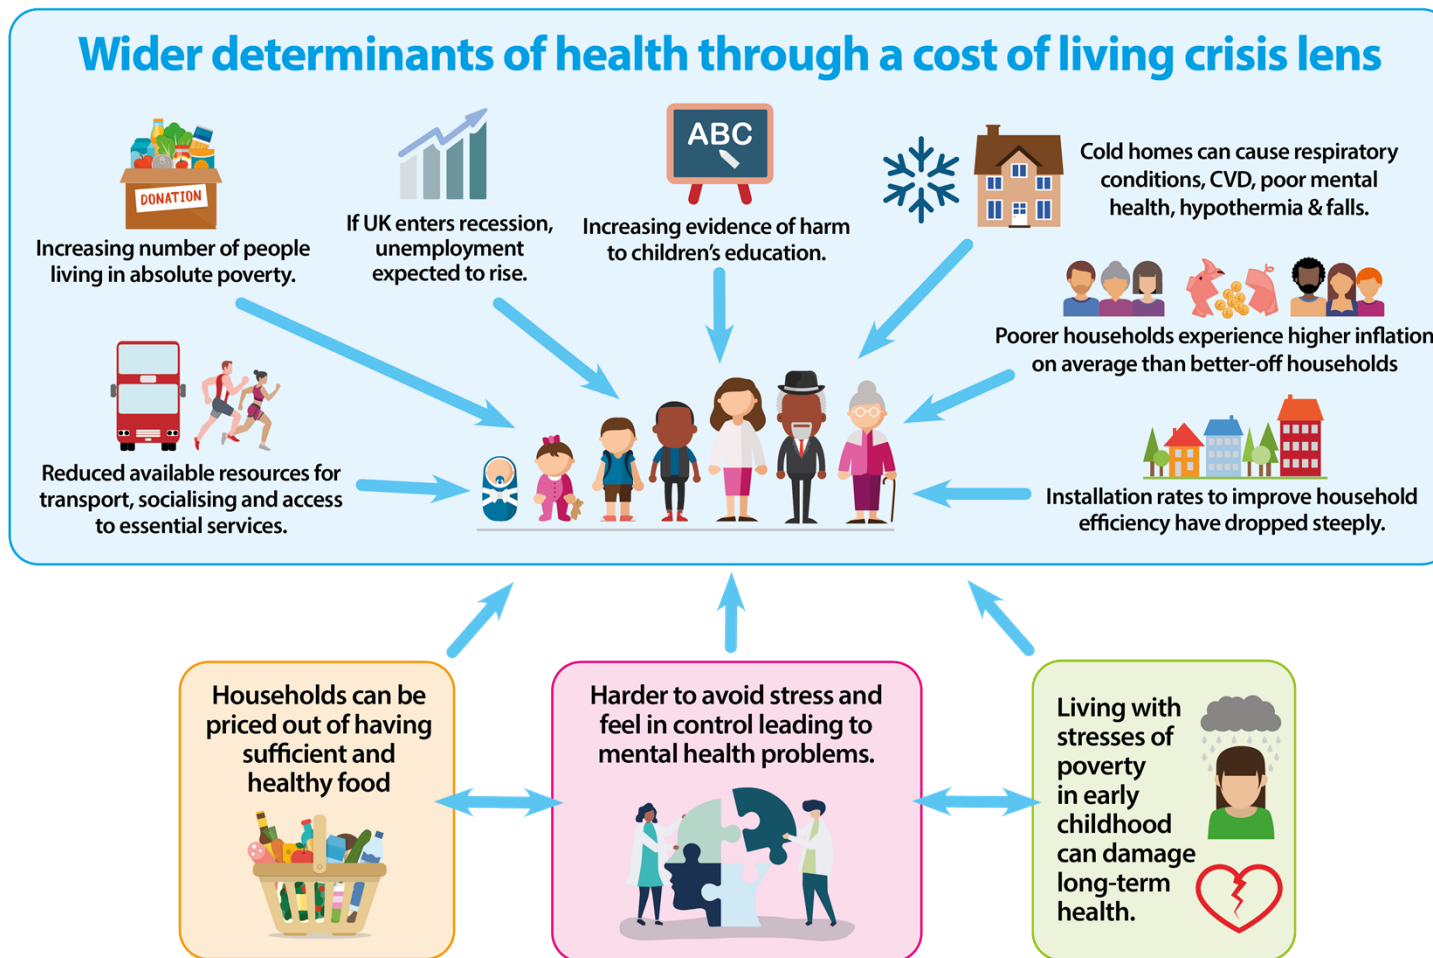 Wider determinants of health through a cost of living crisis lens
DONATION
Increasing number of people
living in absolute poverty.
If UK enters recession,
unemployment
expected to rise.
ABC
Increasing evidence of harm
to children’s education.
Cold homes can cause respiratory
conditions, CVD, poor mental
health, hypothermia & falls.
£
£
£
£
£
£
Poorer households experience higher inflation
on average than better-off households
Reduced available resources for
transport, socialising and access
to essential services.
Installation rates to improve household
efficiency have dropped steeply.
Households can be
priced out of having
sufficient and
healthy food
Harder to avoid stress and
feel in control leading to
mental health problems.
Living with
stresses of
poverty
in early
childhood
can damage
long-term
health.